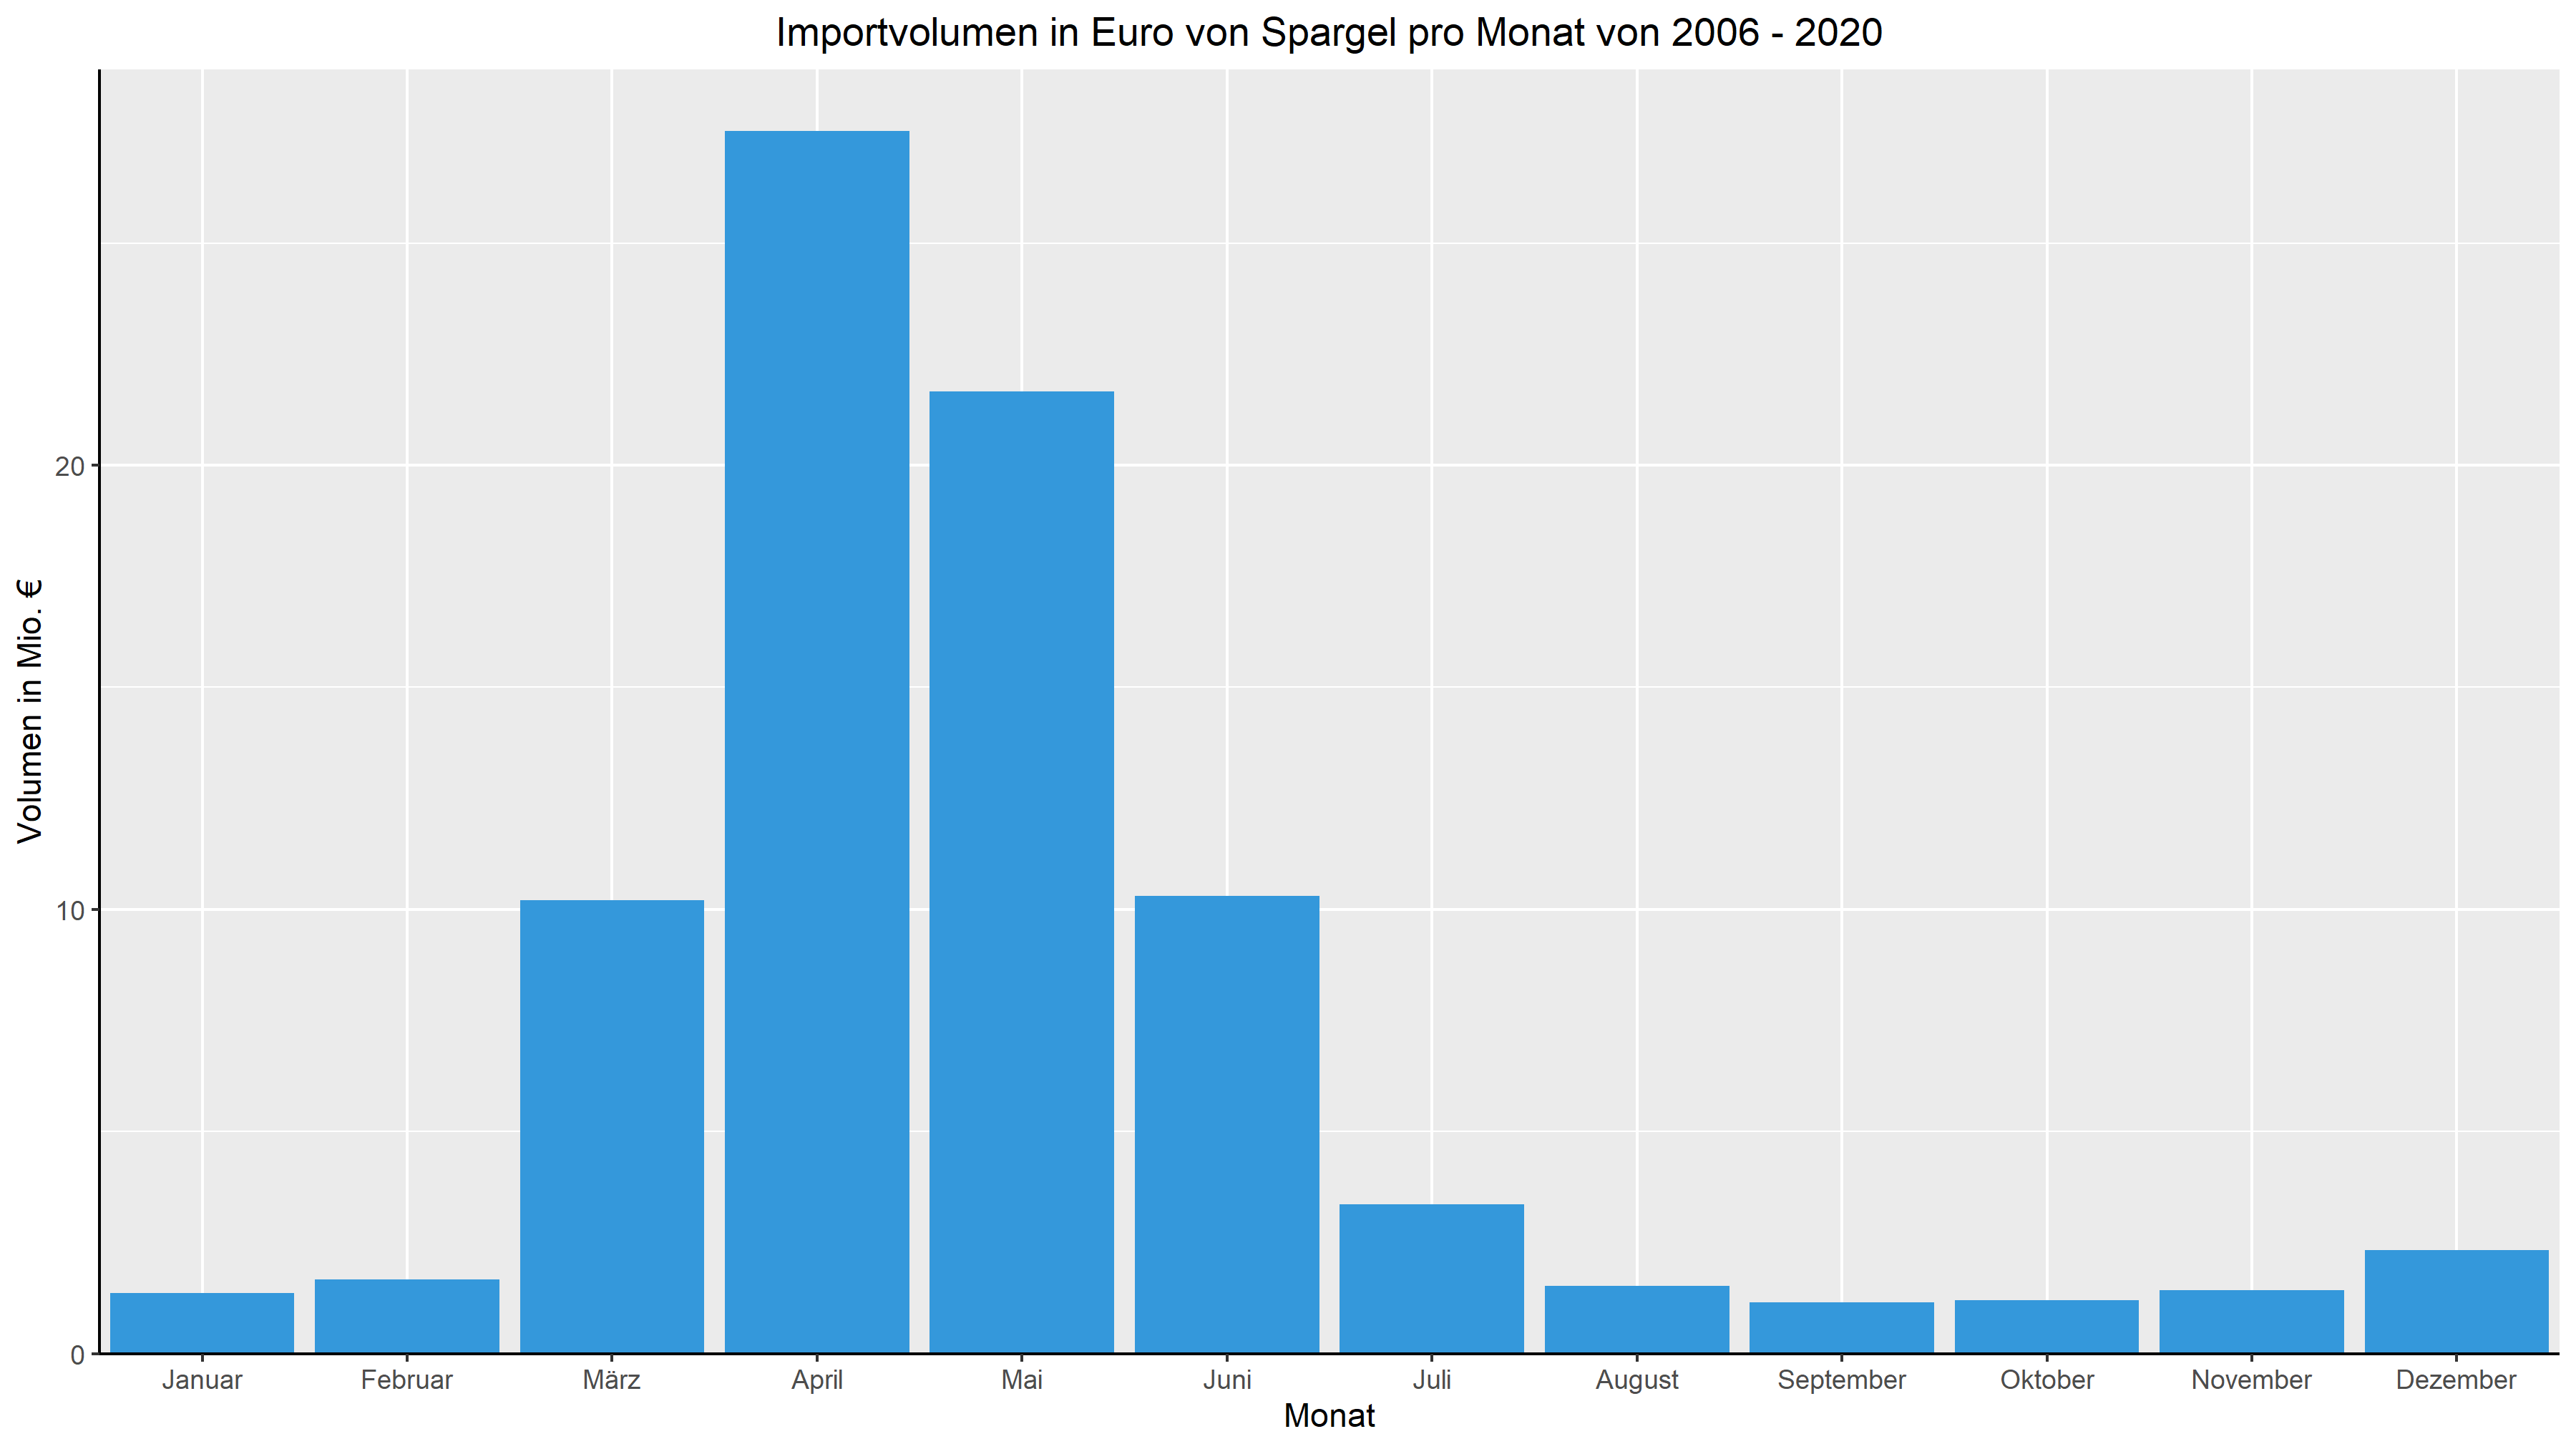 Importvolumen in Euro von Spargel pro Monat von 2006 - 2020
Volumen in Mio. €
20
10
0
Januar Februar März April Mai Juni Juli August September Oktober November Dezember
Monat